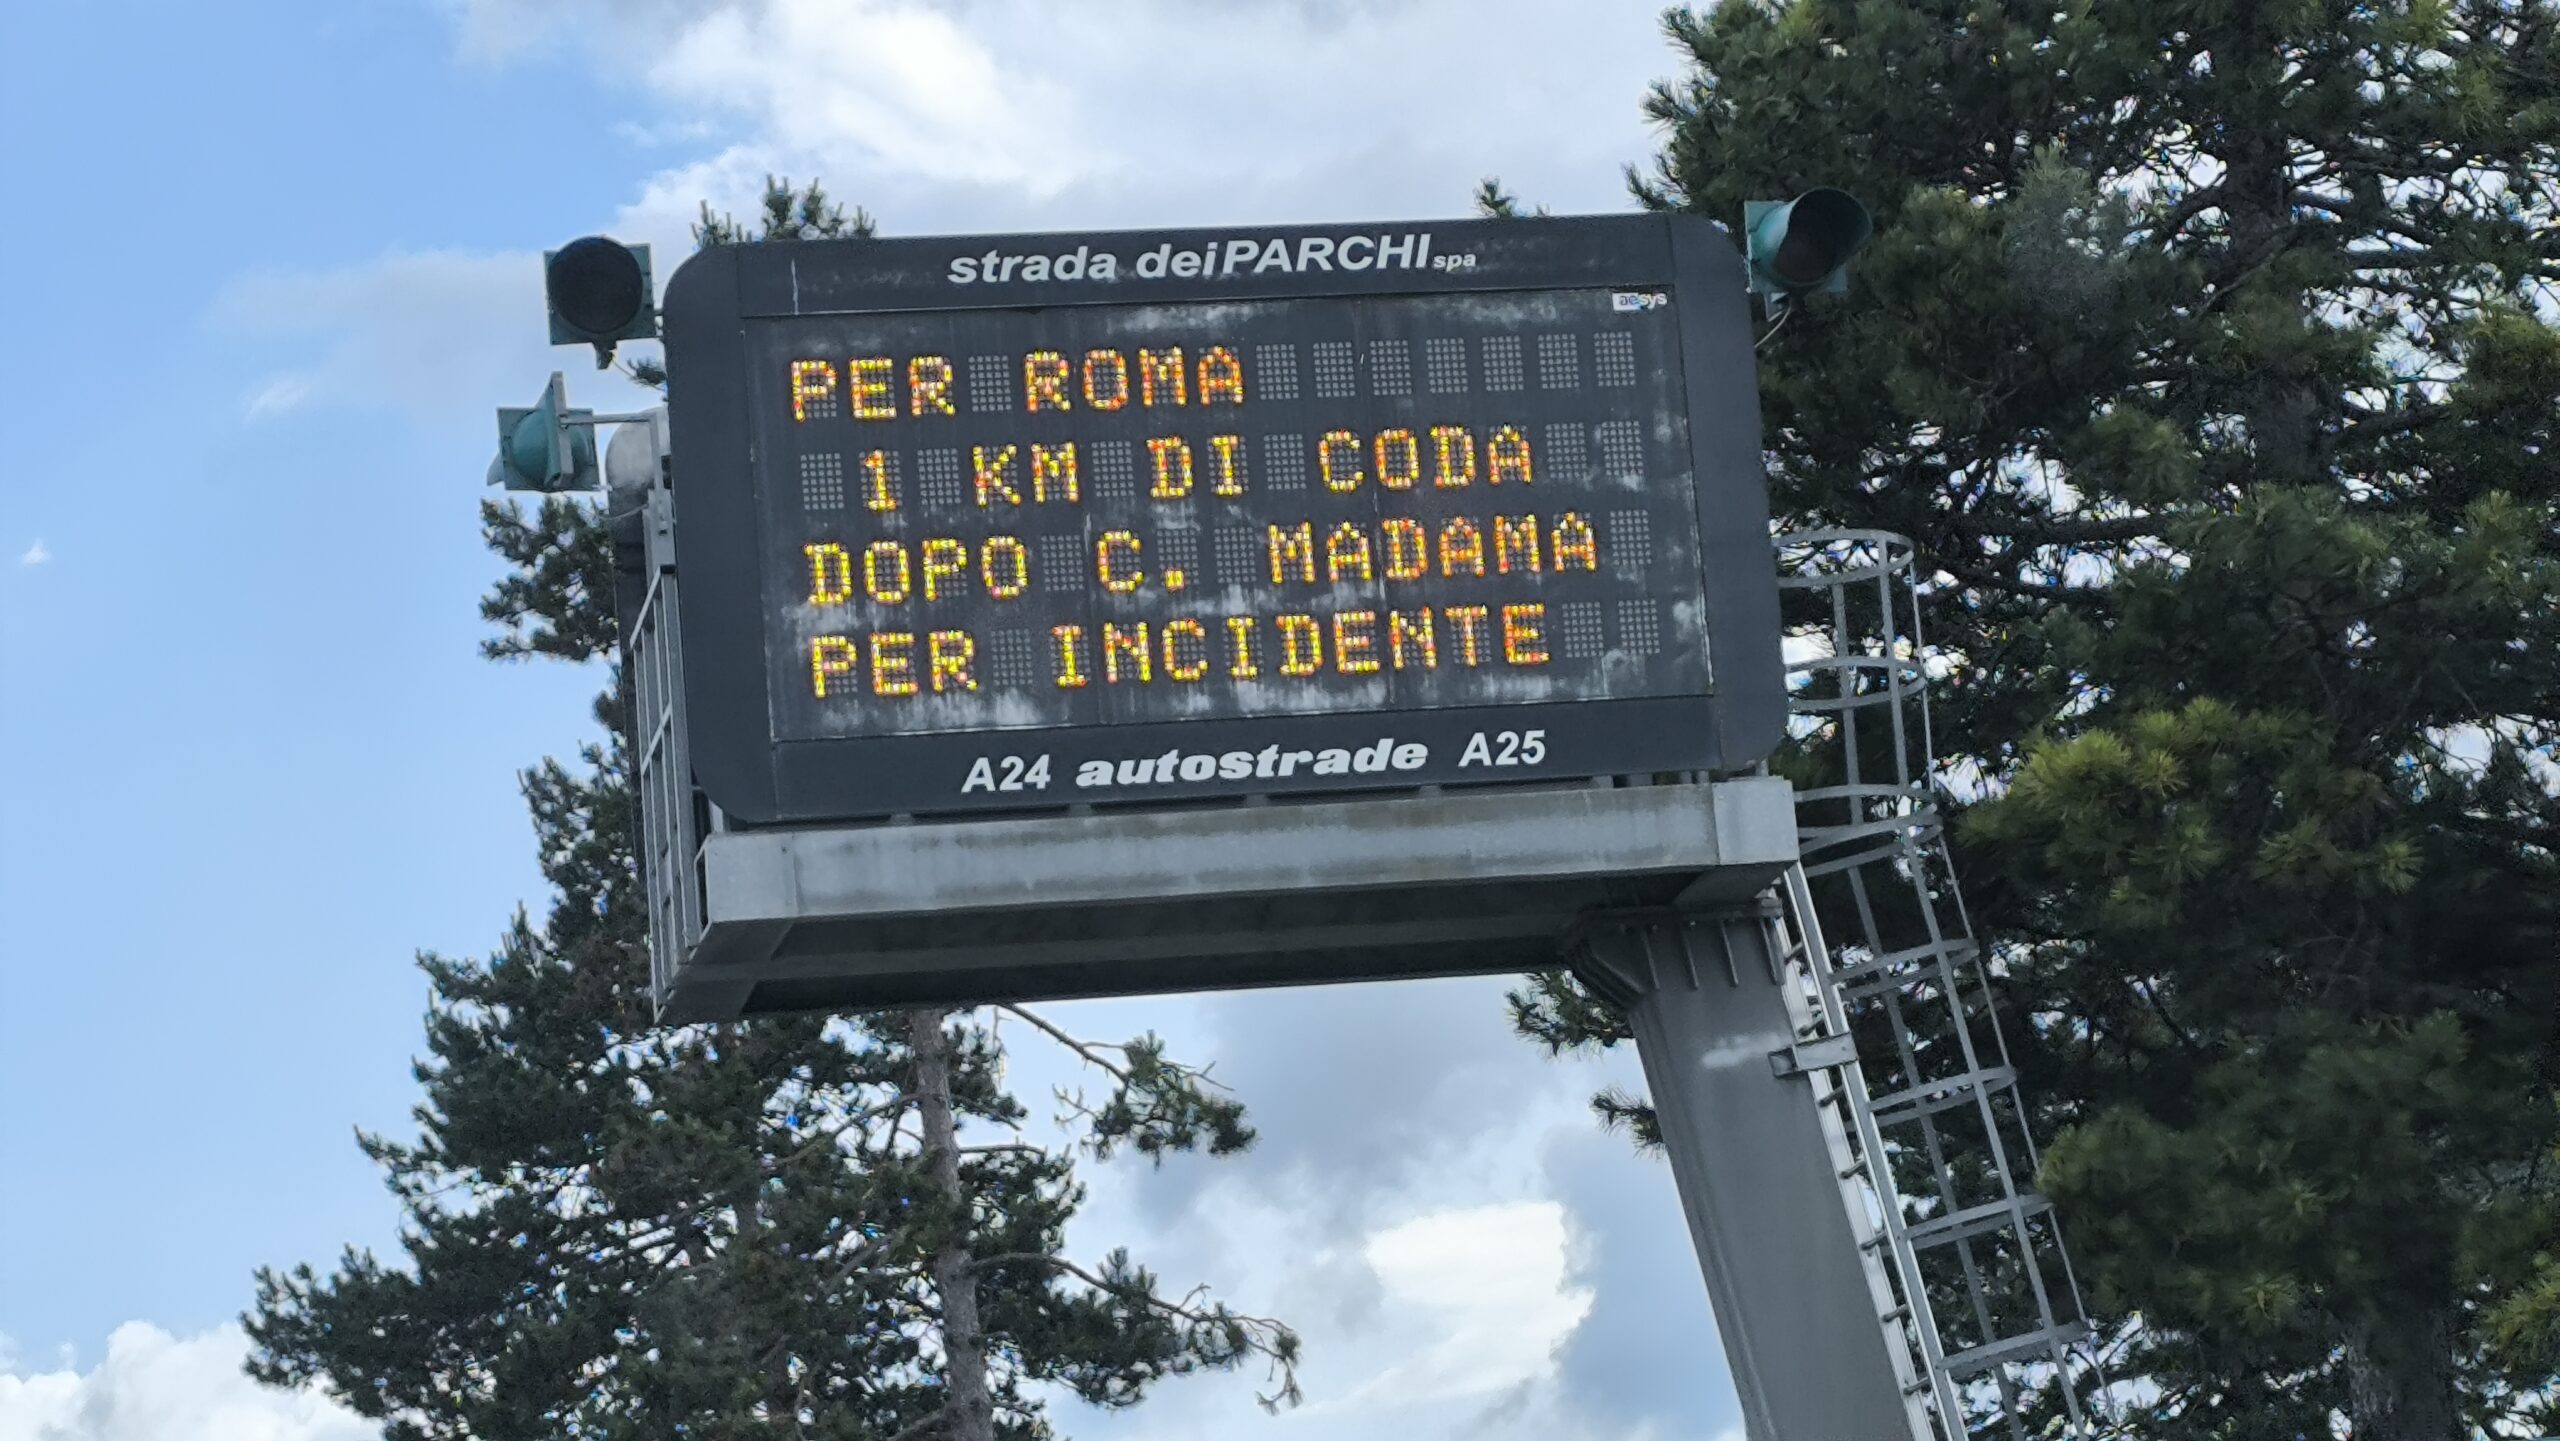 strada deiPARCHI spa
aesys
PER ROMA
1 KM DI CODA
DOPO C. MADAMA
PER INCIDENTE
A24 autostrade A25